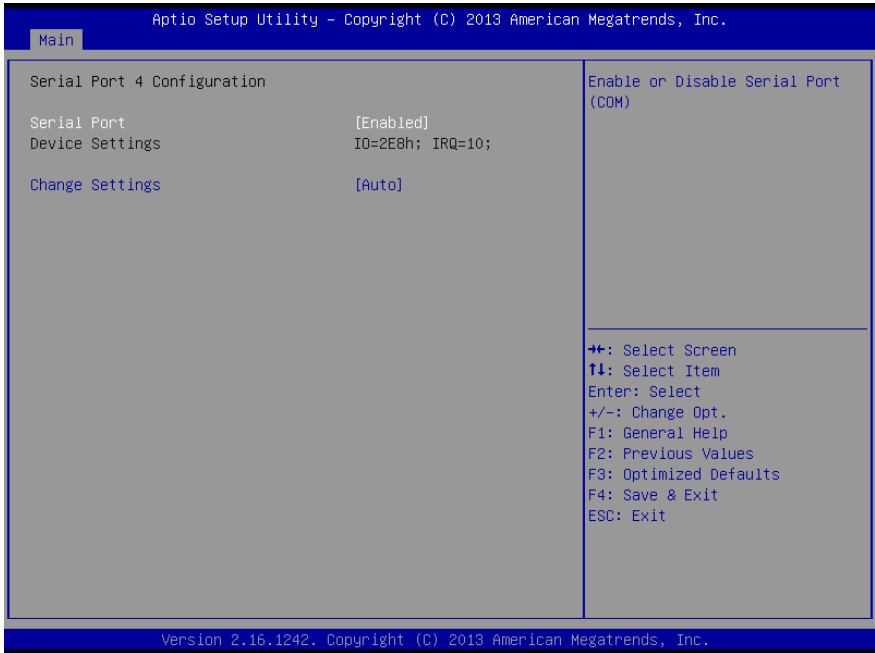 Aptio Setup Utility – Copyright (C) 2013 American Megatrends, Inc.
Main
Serial Port 4 Configuration
Serial Port [Enabled]
Device Settings IO=2E8h; IRQ=10;
Change Settings [Auto]
Enable or Disable Serial Port
(COM)
→←: Select Screen
↑↓: Select Item
Enter: Select
+/-: Change Opt.
F1: General Help
F2: Previous Values
F3: Optimized Defaults
F4: Save & Exit
ESC: Exit
Version 2.16.1242. Copyright (C) 2013 American Megatrends, Inc.